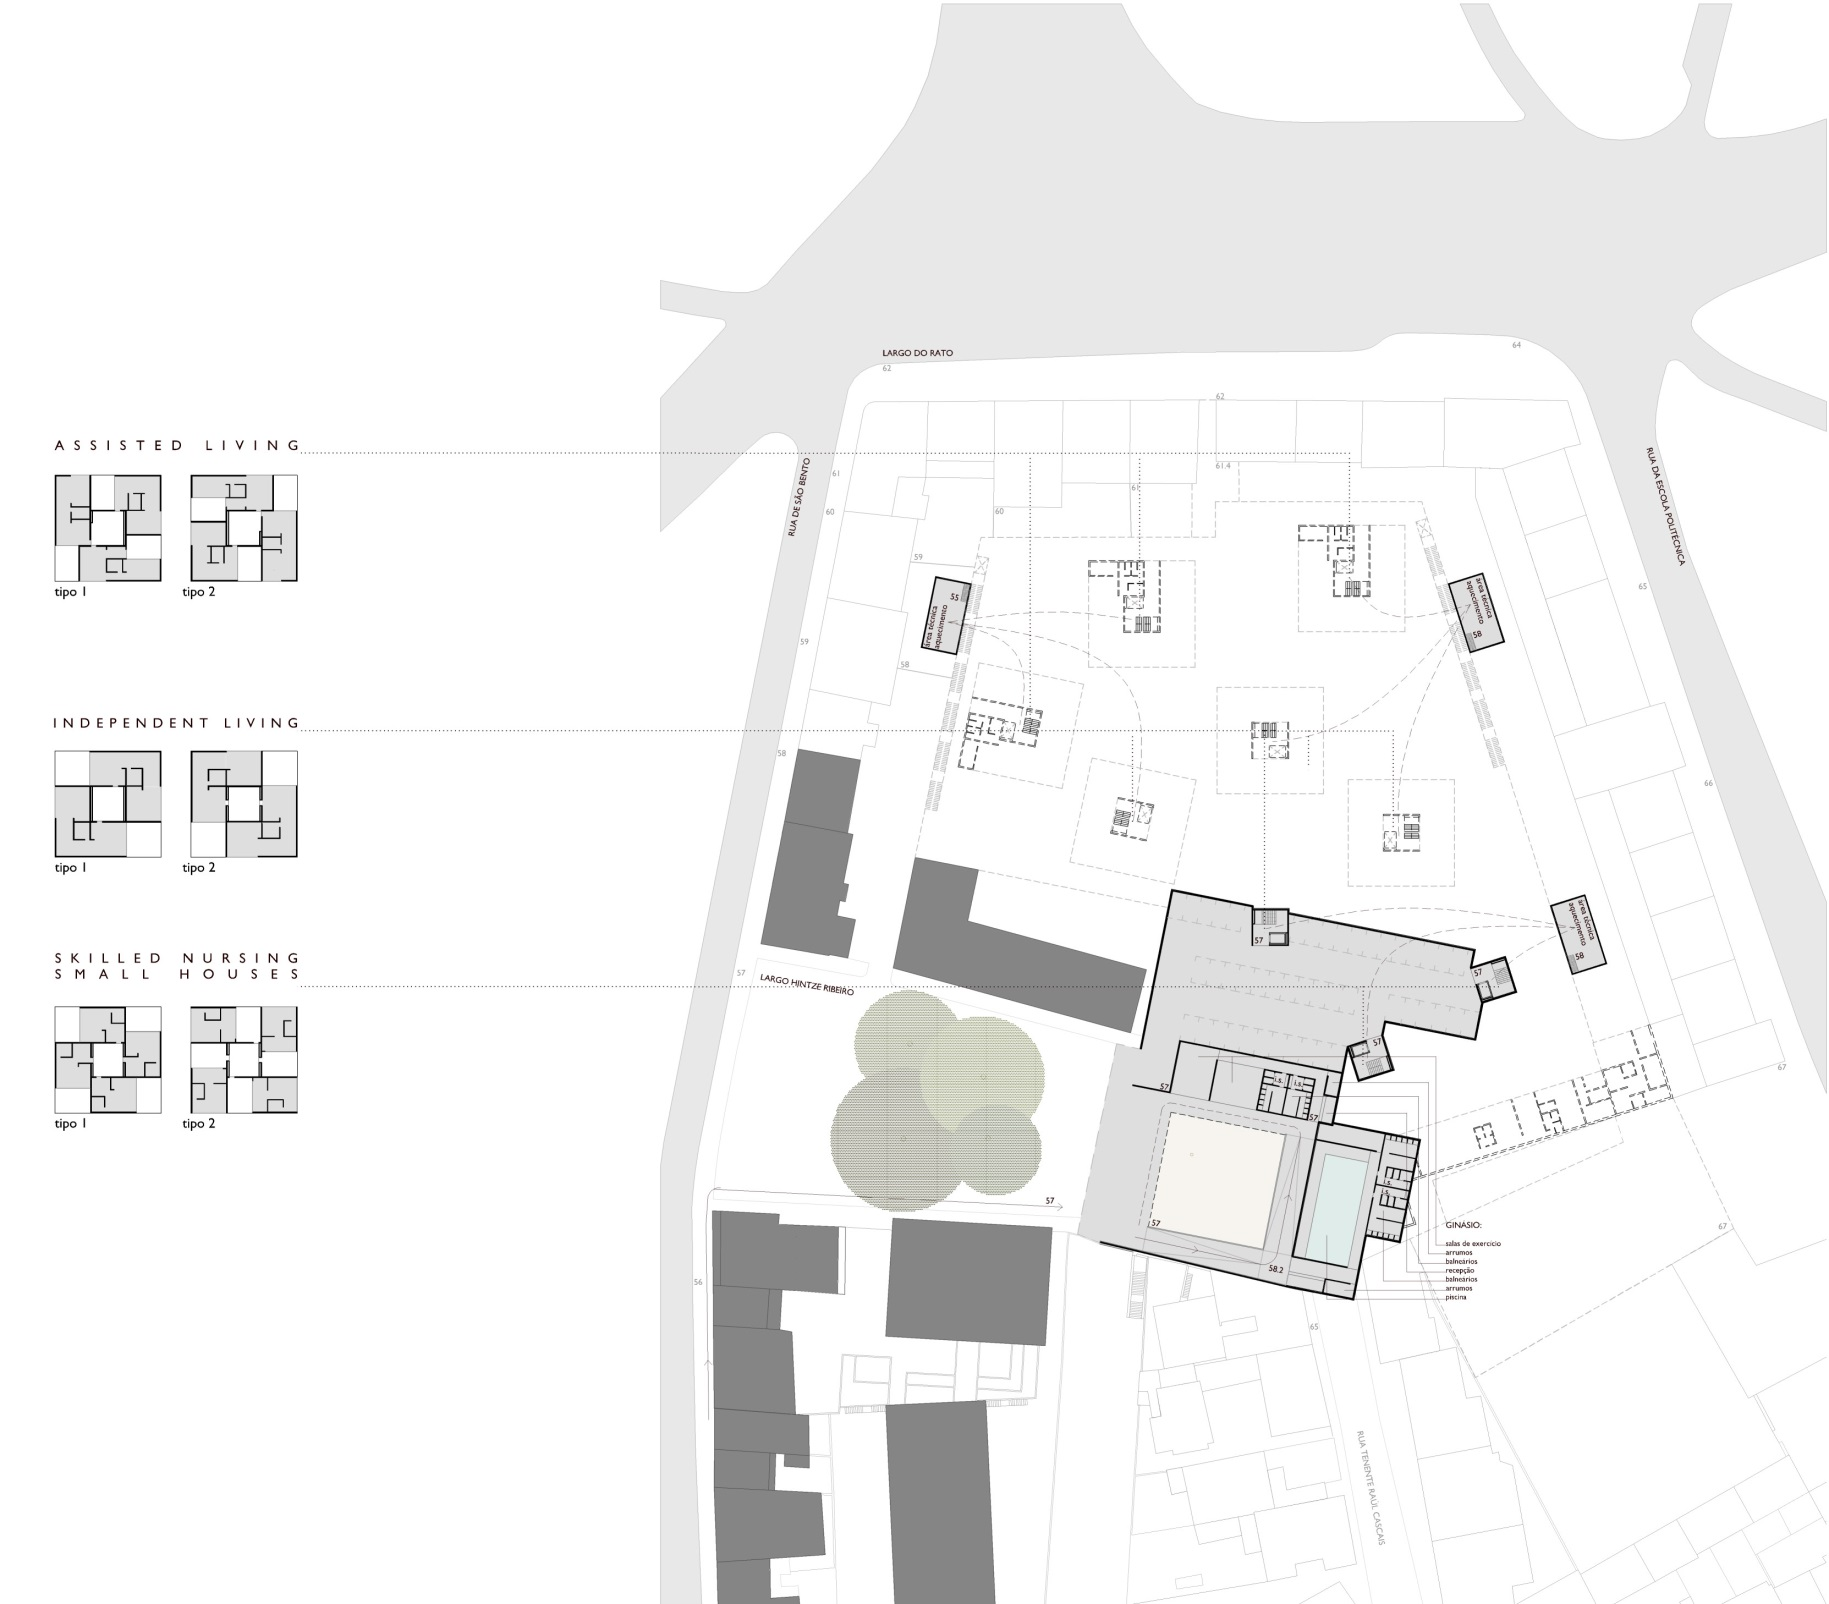 LARGO DO RATO
62
64
62
ASSISTED LIVING
tipo 1
tipo 2
RUA DE SÃO BENTO
61
60
61.4
61
60
59
RUA DA ESCOLA POLITÉCNICA
55
área técnica
aquecimento
área técnica
aquecimento
58
65
59
58
INDEPENDENT LIVING
tipo 1
tipo 2
58
66
SKILLED NURSING
SMALL HOUSES
tipo 1
tipo 2
57
LARGO HINTZE RIBEIRO
57
57
área técnica
aquecimento
58
57
57
i.s.
i.s.
57
67
57
57
i.s.
i.s.
58.2
67
GINÁSIO:
salas de exercício
arrumos
balneários
recepção
balneários
arrumos
piscina
56
65
RUA TENENTE RAÚL CASCAIS